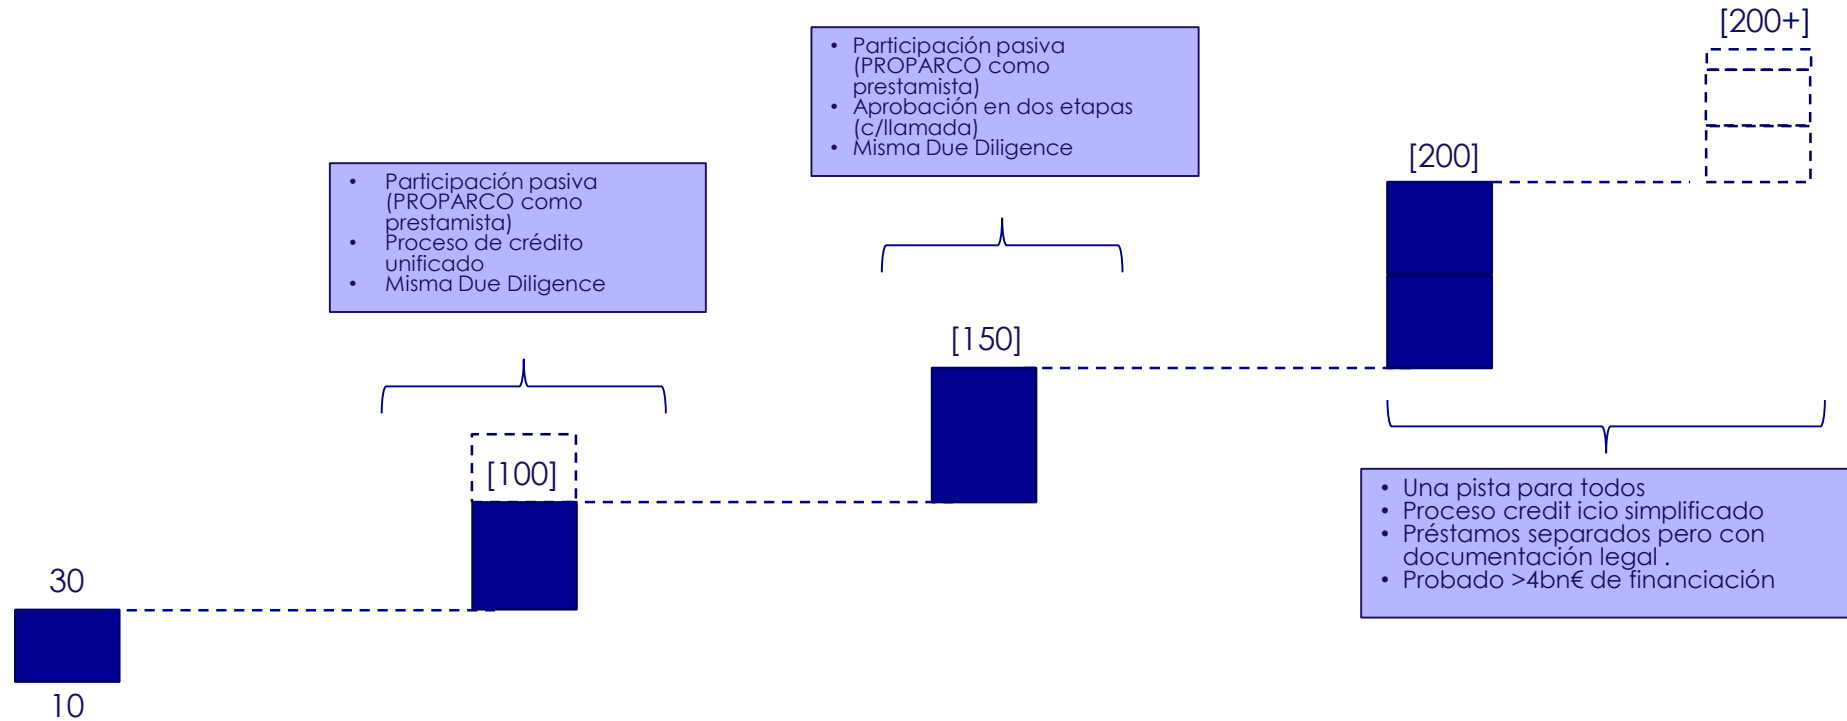 [200+]
• Participación pasiva
(PROPARCO como
prestamista)
• Aprobación en dos etapas
(c/llamada)
• Misma Due Diligence
[200]
• Participación pasiva
(PROPARCO como
prestamista)
• Proceso de crédito
unificado
• Misma Due Diligence
[150]
[100]
• Una pista para todos
• Proceso credit icio simplificado
• Préstamos separados pero con
documentación legal .
• Probado >4bn€ de financiación
30
10